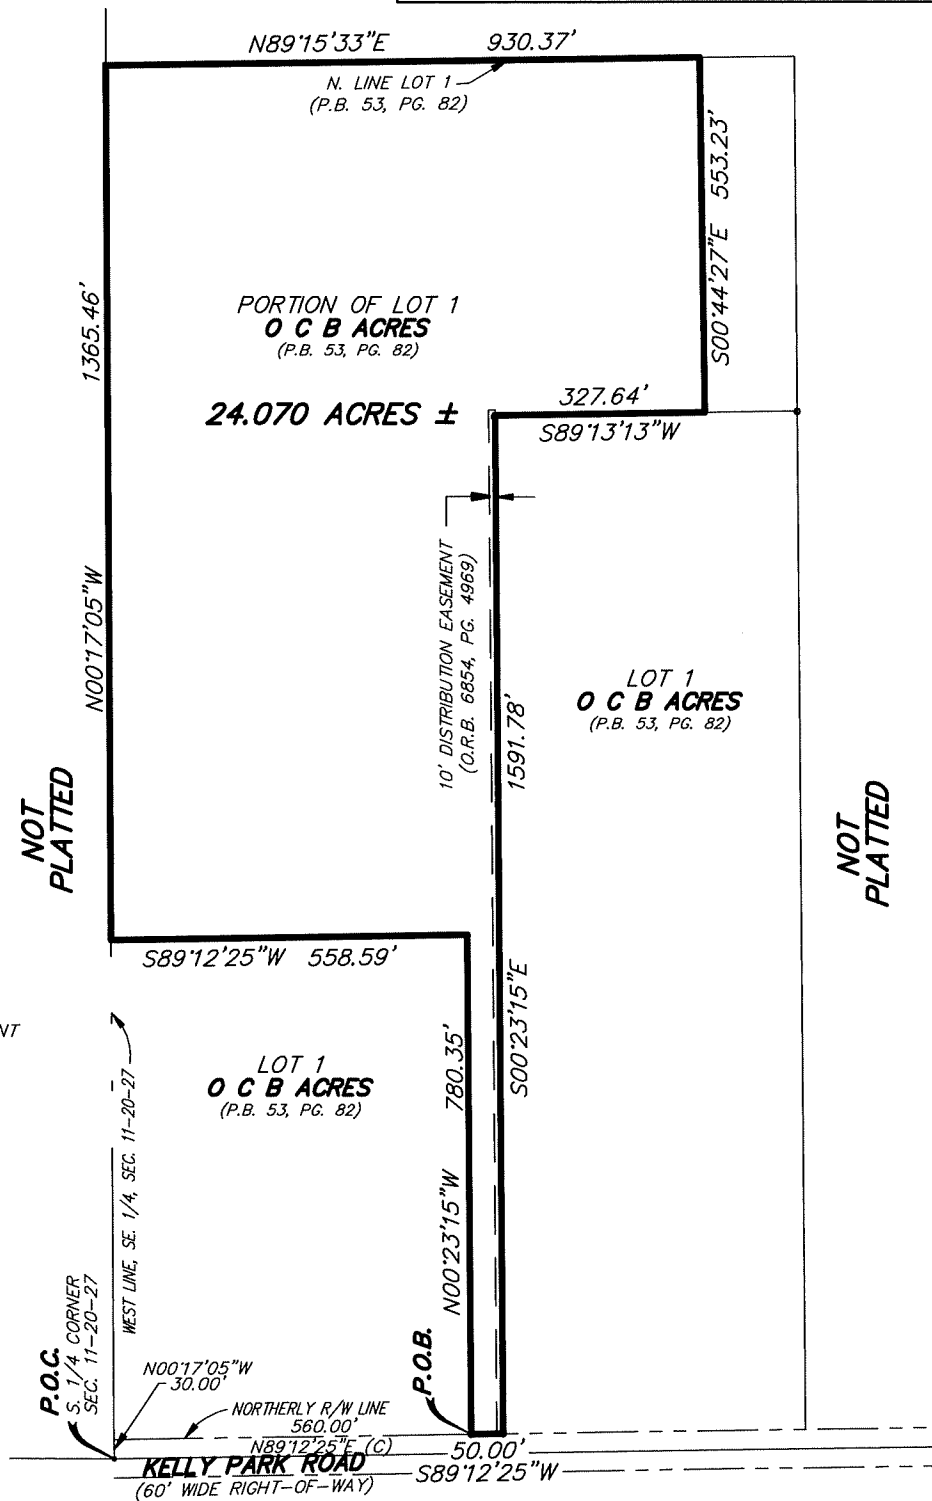 N89°15'33"E 930.37'
N. LINE LOT 1
(P.B. 53, PG. 82)
S00°44'27"E 553.23'
1365.46'
N00°17'05"W
PORTION OF LOT 1
O C B ACRES
(P.B. 53, PG. 82)
24.070 ACRES ±
327.64'
S89°13'13"W
10' DISTRIBUTION EASEMENT
(O.R.B. 6854, PG. 4969)
1591.78'
S00°23'15"E
LOT 1
O C B ACRES
(P.B. 53, PG. 82)
NOT
PLATTED
NOT
PLATTED
S89°12'25"W 558.59'
NT
LOT 1
O C B ACRES
(P.B. 53, PG. 82)
780.35'
N00°23'15"W
WEST LINE, SE. 1/4, SEC. 11-20-27
P.O.C.
S. 1/4 CORNER
SEC. 11-20-27
N00°17'05"W
30.00'
P.O.B.
NORTHERLY R/W LINE
560.00'
N89°12'25"E (C)
50.00'
S89°12'25"W
KELLY PARK ROAD
(60' WIDE RIGHT-OF-WAY)